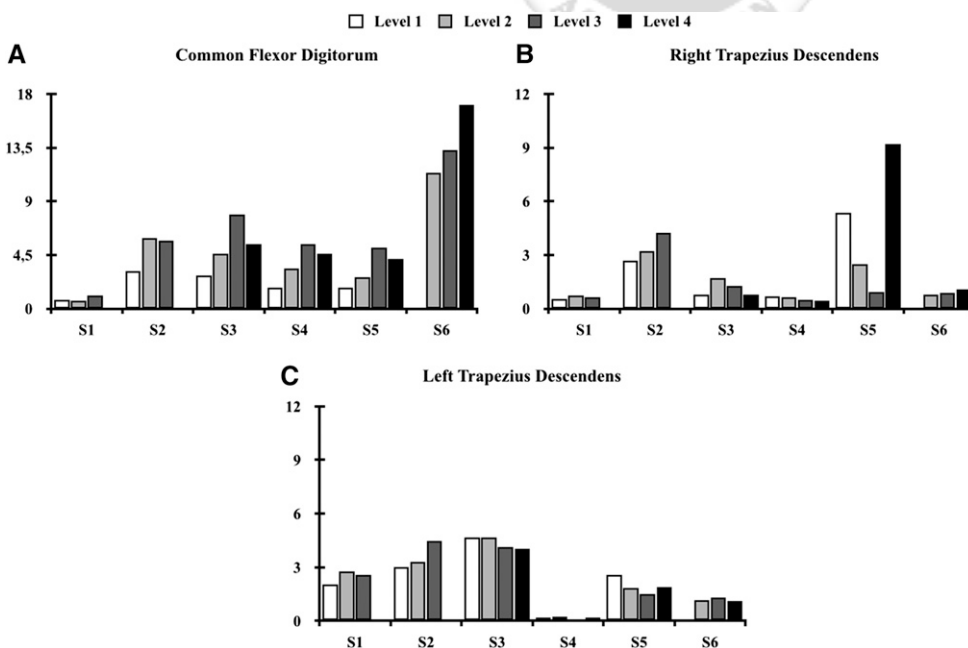 Level 1 Level 2 Level 3 Level 4
A Common Flexor Digitorum
18
13,5
9
4,5
0
S1 S2 S3 S4 S5 S6
B Right Trapezius Descendens
12
9
6
3
0
S1 S2 S3 S4 S5 S6
C Left Trapezius Descendens
12
9
6
3
0
S1 S2 S3 S4 S5 S6